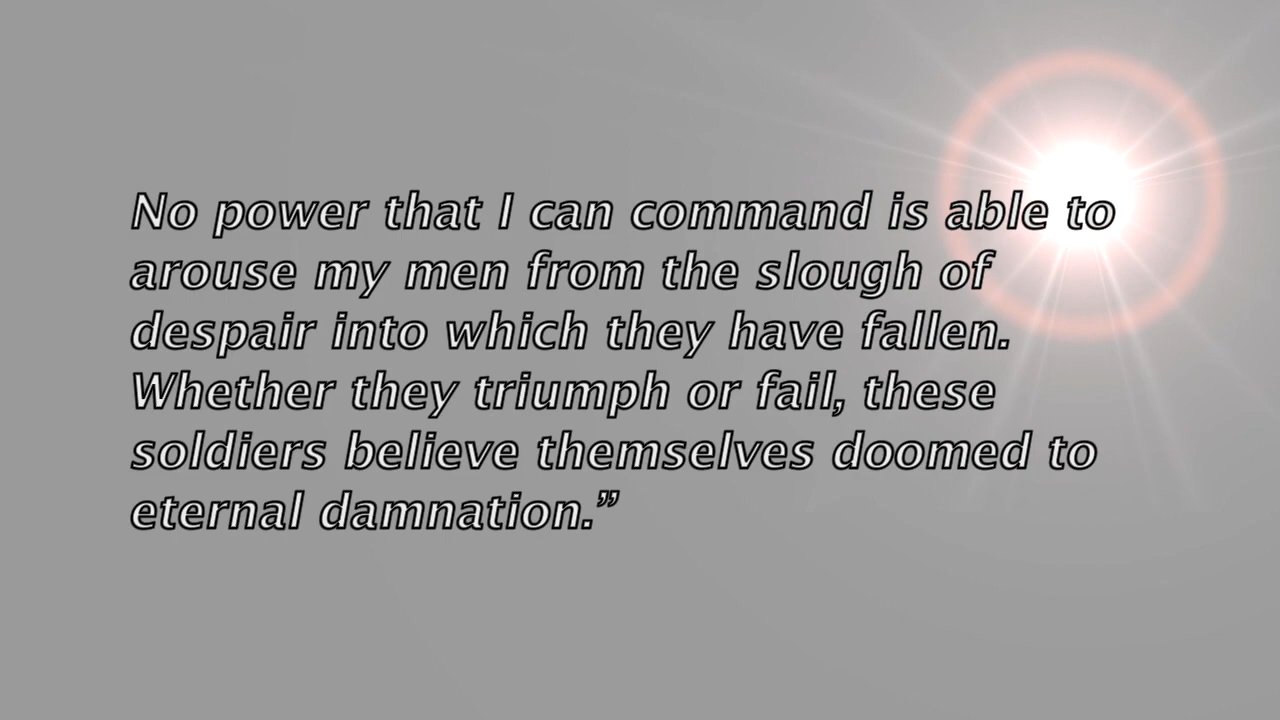 No power that I can command is able to
arouse my men from the slough of
despair into which they have fallen.
Whether they triumph or fail, these
soldiers believe themselves doomed to
eternal damnation.”